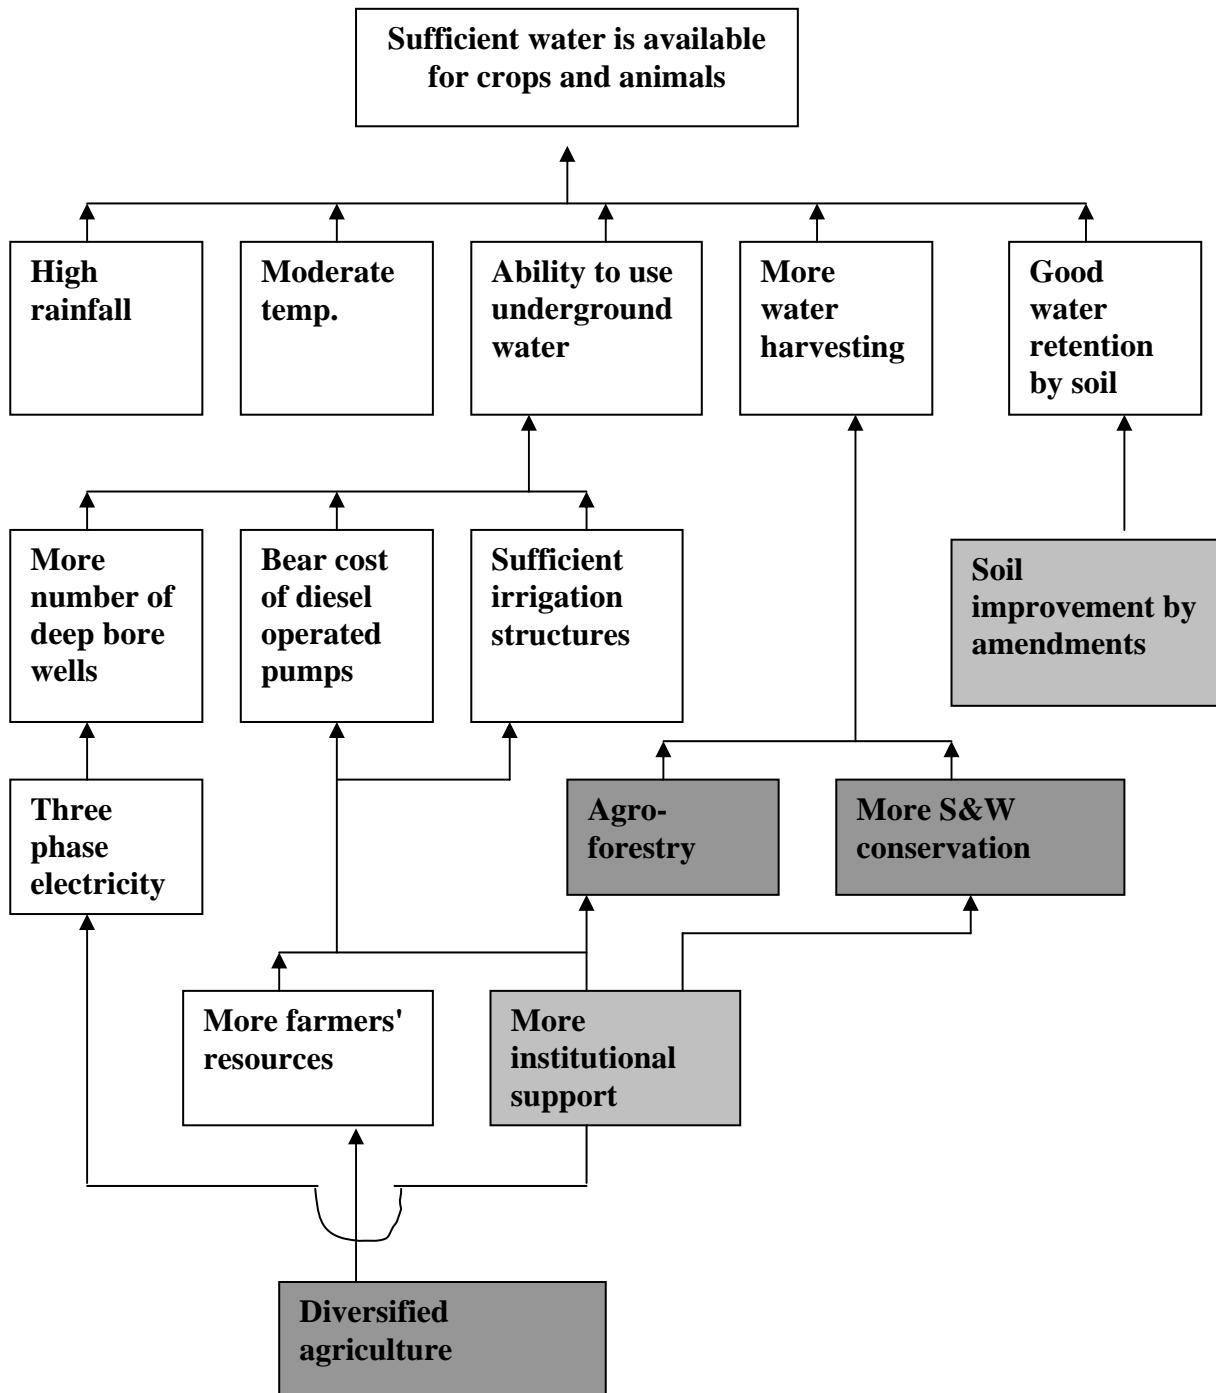 Sufficient water is available
for crops and animals
High
rainfall
Moderate
temp.
Ability to use
underground
water
More
water
harvesting
Good
water
retention
by soil
More
number of
deep bore
wells
Bear cost
of diesel
operated
pumps
Sufficient
irrigation
structures
Soil
improvement by
amendments
Three
phase
electricity
Agro-
forestry
More S&W
conservation
More farmers'
resources
More
institutional
support
Diversified
agriculture